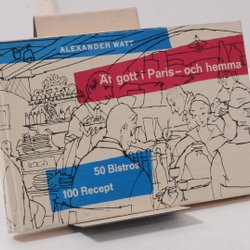 ALEXANDER WATT
Ät gott i Paris – och hemma
50 Bistros
100 Recept